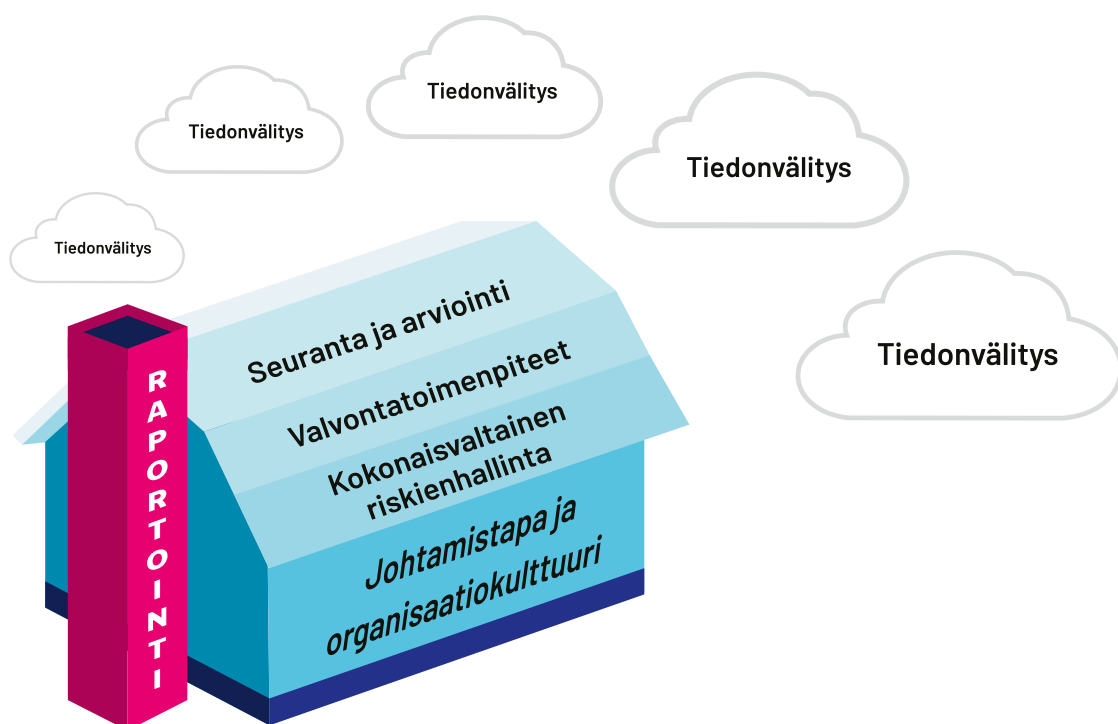 Tiedonvälitys
Tiedonvälitys
Tiedonvälitys
Tiedonvälitys
Tiedonvälitys
Seuranta ja arviointi
Valvontatoimenpiteet
Kokonaisvaltainen
riskienhallinta
Johtamistapa ja
organisaatiokulttuuri
RAPORTOINTI